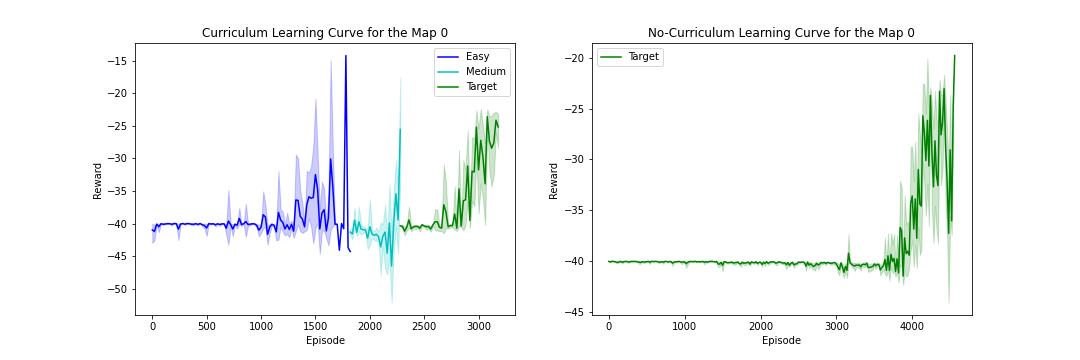 Curriculum Learning Curve for the Map 0
Reward
−15
−20
−25
−30
−35
−40
−45
−50
Easy
Medium
Target
0
500
1000
1500
2000
2500
3000
Episode
No-Curriculum Learning Curve for the Map 0
Reward
−20
−25
−30
−35
−40
−45
Target
0
1000
2000
3000
4000
Episode